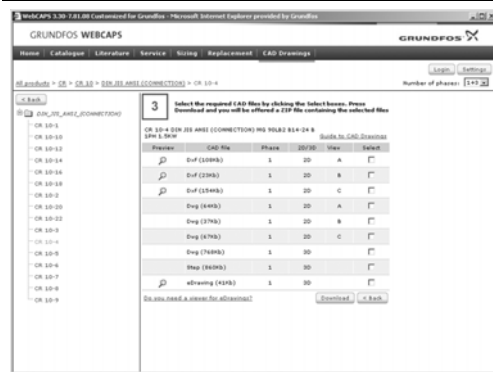 WebCAPS 3.30-7.01.08 Customized for Grundfos - Microsoft Internet Explorer provided by Grundfos
GRUNDFOS WEBCAPS
GRUNDFOS
Home Catalogue Literature Service Sizing Replacement CAD Drawings
Login Settings
All products > CR > CR 10 > DIN JIS ANSI (CONNECTION) > CR 10-4
Number of phases:
< Back
DIN_JIS_ANSI_(CONNECTION)
CR 10-1
CR 10-10
CR 10-12
CR 10-14
CR 10-16
CR 10-18
CR 10-2
CR 10-20
CR 10-22
CR 10-3
CR 10-4
CR 10-5
CR 10-6
CR 10-7
CR 10-8
CR 10-9
3
Select the required CAD files by clicking the Select boxes. Press
Download and you will be offered a ZIP file containing the selected files
CR 10-4 DIN JIS ANSI (CONNECTION) MG 90LB2 B14-24 &
1PH 1.5KW
Guide to CAD Drawings
Preview CAD file Phase 2D/3D View Select
Dxf (109Kb) 1 2D A
Dxf (23Kb) 1 2D B
Dxf (154Kb) 1 2D C
Dwg (64Kb) 1 2D A
Dwg (37Kb) 1 2D B
Dwg (67Kb) 1 2D C
Dwg (760Kb) 1 3D
Step (860Kb) 1 3D
eDrawing (41Kb) 1 3D
Do you need a viewer for eDrawings?
Download < Back